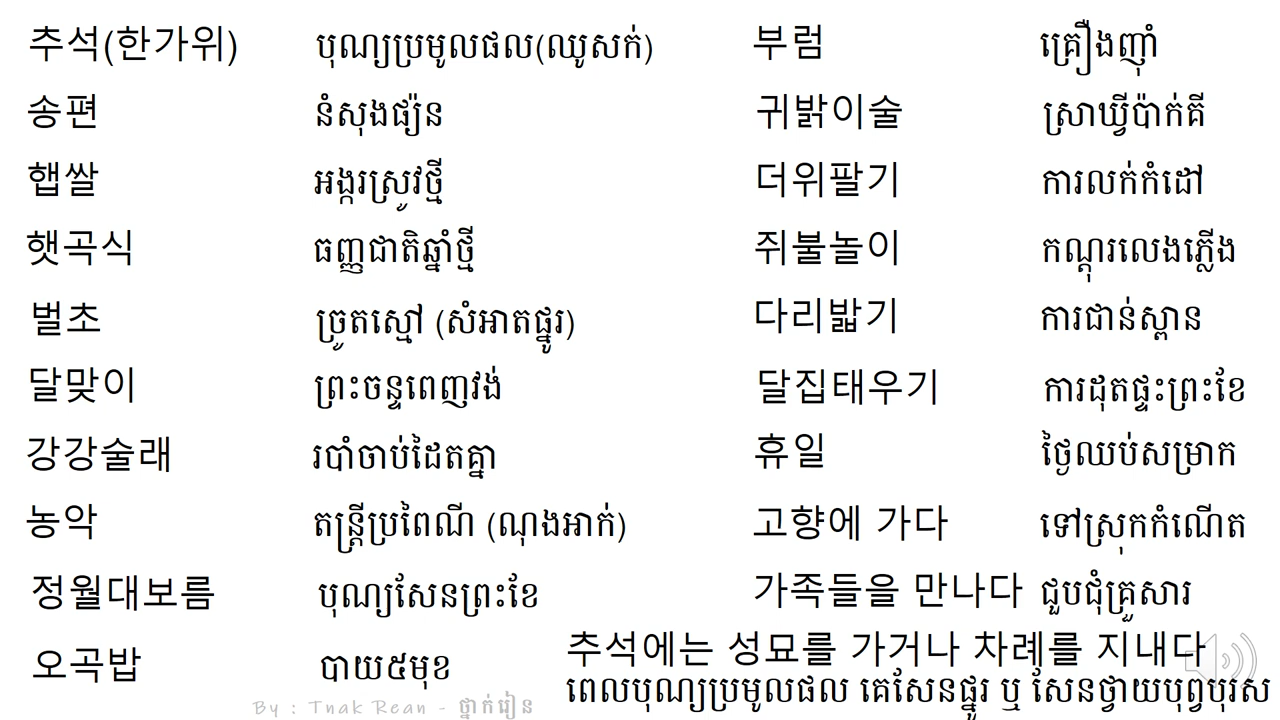 추석(한가위) បុណ្យប្រមូលផល(ឈូសក់)
송편 នំសុងផ្យ៉ន
햅쌀 អង្ករស្រូវថ្មី
햇곡식 ធញ្ញជាតិឆ្នាំថ្មី
벌초 ច្រូតស្មៅ (សំអាតផ្នូរ)
달맞이 ព្រះចន្ទពេញវង់
강강술래 របាំចាប់ដៃតគ្នា
농악 តន្ត្រីប្រពៃណី (ណុងអាក់)
정월대보름 បុណ្យសែនព្រះខែ
오곡밥 បាយ៥មុខ
부럼 គ្រឿងញ៉ាំ
귀밝이술 ស្រាឃ្វីប៉ាក់គី
더위팔기 ការលក់កំដៅ
쥐불놀이 កណ្ដុរលេងភ្លើង
다리밟기 ការជាន់ស្ពាន
달집태우기 ការដុតផ្ទះព្រះខែ
휴일 ថ្ងៃឈប់សម្រាក
고향에 가다 ទៅស្រុកកំណើត
가족들을 만나다 ជួបជុំគ្រួសារ
추석에는 성묘를 가거나 차례를 지내다
ពេលបុណ្យប្រមូលផល គេសែនផ្នូរ ឬ សែនថ្វាយបុព្វបុរស
By : Tnak Rean - ថ្នាក់រៀន